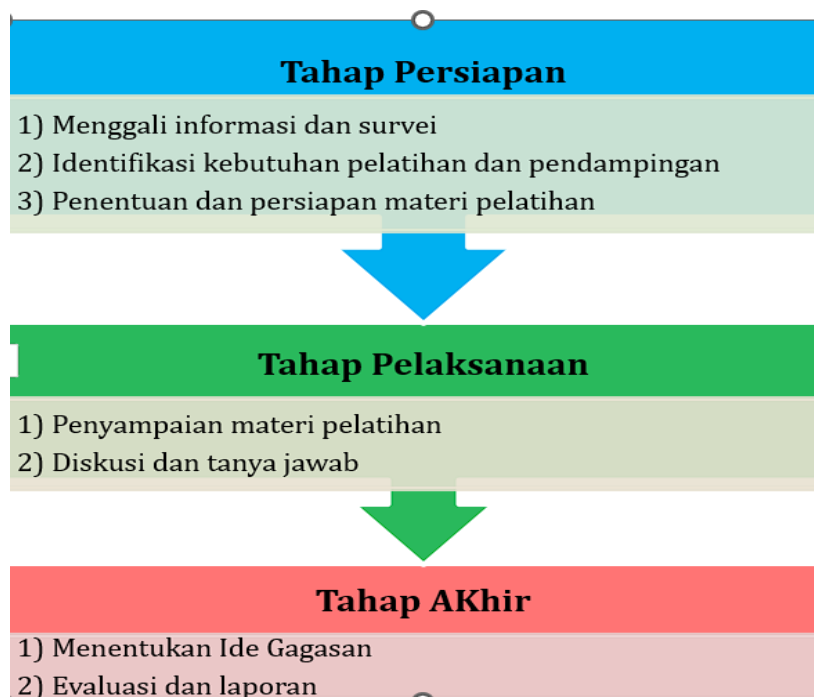 Tahap Persiapan
1) Menggali informasi dan survei
2) Identifikasi kebutuhan pelatihan dan pendampingan
3) Penentuan dan persiapan materi pelatihan
Tahap Pelaksanaan
1) Penyampaian materi pelatihan
2) Diskusi dan tanya jawab
Tahap AKhir
1) Menentukan Ide Gagasan
2) Evaluasi dan laporan